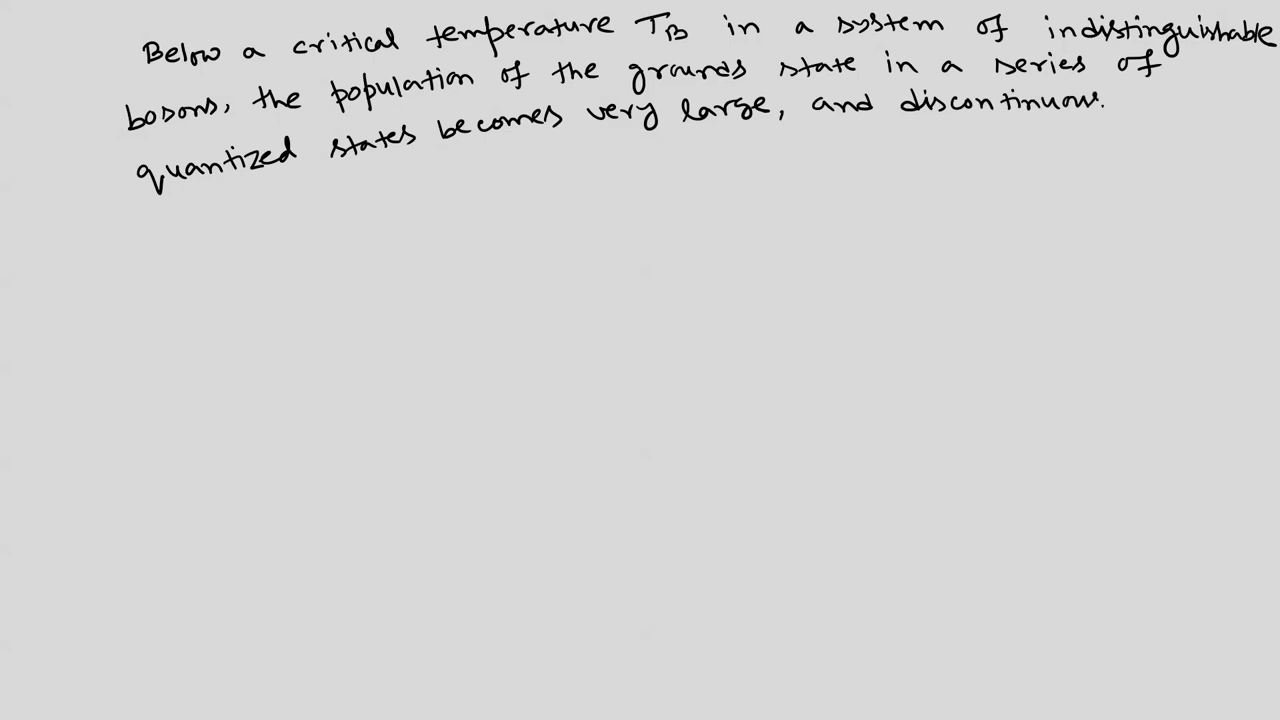 Below a critical temperature TB in a system of indistinguishable
bosons, the population of the grounds state in a series of
quantized states becomes very large, and discontinuous.